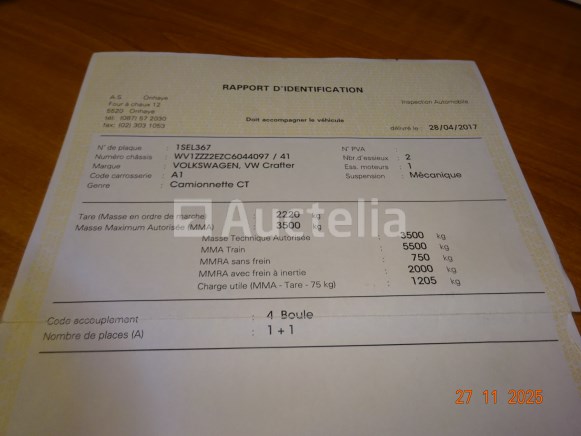 RAPPORT D'IDENTIFICATION
A.S. Onhaye
Four à chaux 12
5520 Onhaye
tél: (087) 57 2030
fax: (02) 303 1053
Inspection Automobile
Doit accompagner le véhicule
délivré le : 28/04/2017
N° de plaque : 1SEL367
Numéro châssis : WV1ZZZ2EZC6044097 / 41
Marque : VOLKSWAGEN, VW Crafter
Code carrosserie : A1
Genre : Camionnette CT
N° PVA
Nbr.d'essieux : 2
Ess. moteurs : 1
Suspension : Mécanique
Auctelia
Tare (Masse en ordre de marche) 2220 kg
Masse Maximum Autorisée (MMA) 3500 kg
Masse Technique Autorisée : 3500 kg
MMA Train : 5500 kg
MMRA sans frein : 750 kg
MMRA avec frein à inertie : 2000 kg
Charge utile (MMA - Tare - 75 kg) : 1205 kg
Code accouplement : 4 Boule
Nombre de places (A) : 1 + 1
27 11 2025